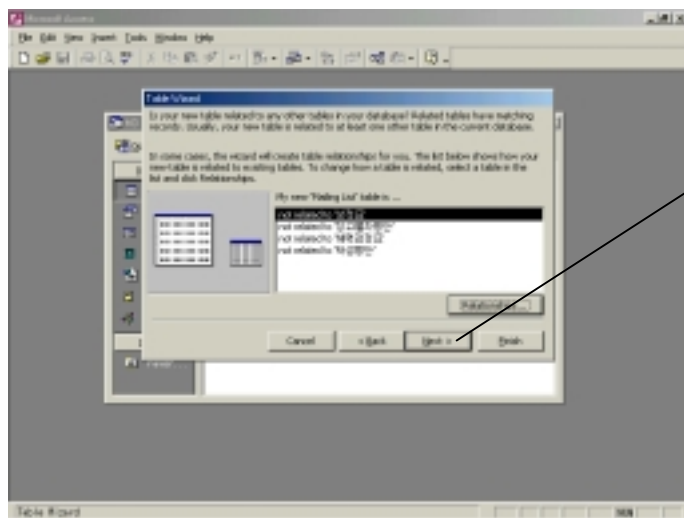 Microsoft Access
File Edit View Insert Tools Window Help
Table Wizard
Is your new table related to any other tables in your database? Related tables have matching
records. Usually, your new table is related to at least one other table in the current database.
In some cases, the wizard will create table relationships for you. The list below shows how your
new table is related to existing tables. To change how a table is related, select a table in the
list and click Relationships.
My new 'Mailing List' table is ...
not related to
not related to
not related to
not related to
Relationships...
Cancel < Back Next > Finish
Table Wizard NUM